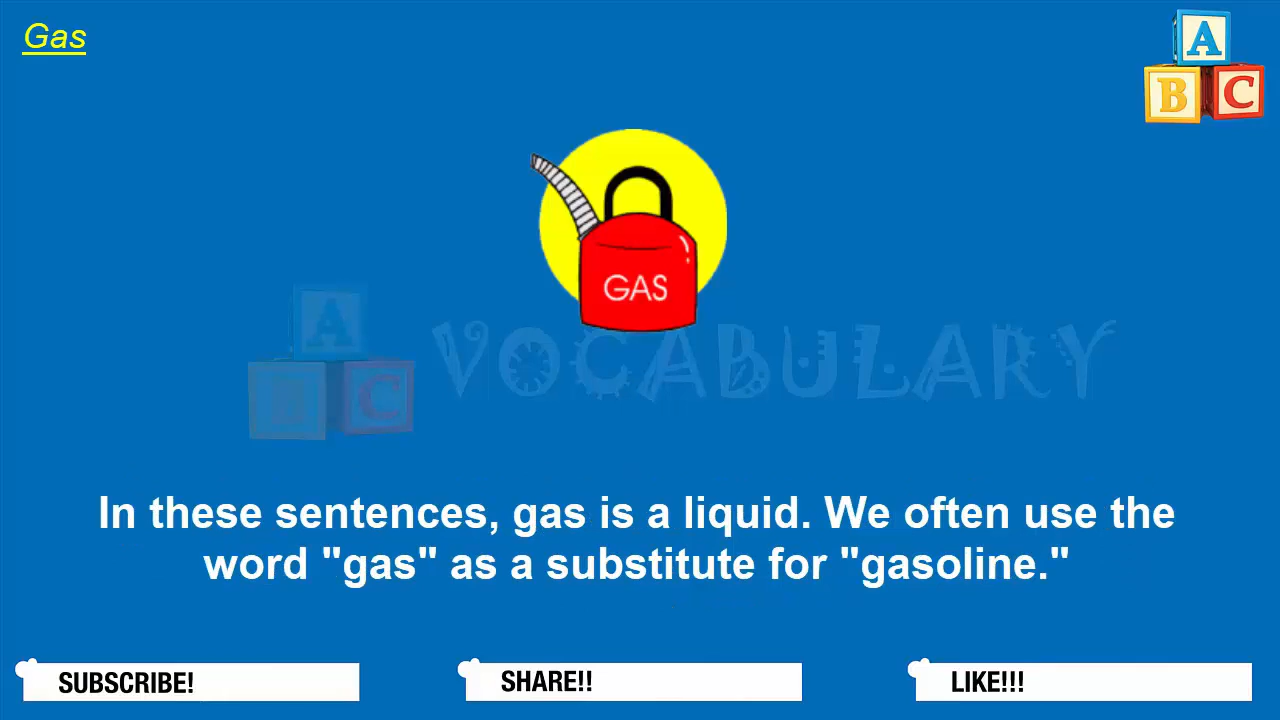 Gas
A
B C
GAS
A
B C
VOCABULARY
In these sentences, gas is a liquid. We often use the
word "gas" as a substitute for "gasoline."
SUBSCRIBE!
SHARE!!
LIKE!!!